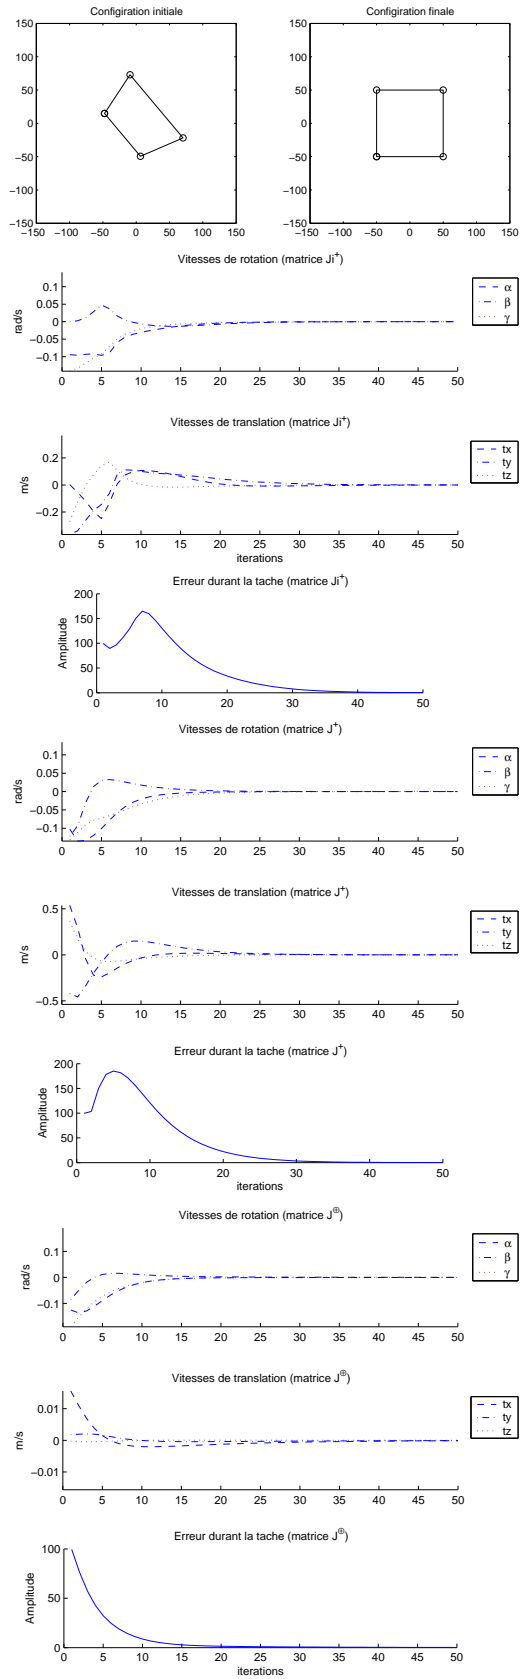 Configiration initiale
Configiration finale
150
100
50
0
−50
−100
−150
−150 −100 −50 0 50 100 150
150
100
50
0
−50
−100
−150
−150 −100 −50 0 50 100 150
Vitesses de rotation (matrice Ji⁺)
rad/s
0.1
0.05
0
−0.05
−0.1
0 5 10 15 20 25 30 35 40 45 50
α
β
γ
Vitesses de translation (matrice Ji⁺)
m/s
0.2
0
−0.2
0 5 10 15 20 25 30 35 40 45 50
iterations
tx
ty
tz
Erreur durant la tache (matrice Ji⁺)
Amplitude
200
150
100
50
0
0 10 20 30 40 50
Vitesses de rotation (matrice J⁺)
rad/s
0.1
0.05
0
−0.05
−0.1
0 5 10 15 20 25 30 35 40 45 50
α
β
γ
Vitesses de translation (matrice J⁺)
m/s
0.5
0
−0.5
0 5 10 15 20 25 30 35 40 45 50
tx
ty
tz
Erreur durant la tache (matrice J⁺)
Amplitude
200
150
100
50
0
0 10 20 30 40 50
iterations
Vitesses de rotation (matrice J⊕)
rad/s
0.1
0
−0.1
0 5 10 15 20 25 30 35 40 45 50
α
β
γ
Vitesses de translation (matrice J⊕)
m/s
0.01
0
−0.01
0 5 10 15 20 25 30 35 40 45 50
tx
ty
tz
Erreur durant la tache (matrice J⊕)
Amplitude
100
50
0
0 5 10 15 20 25 30 35 40 45 50
iterations